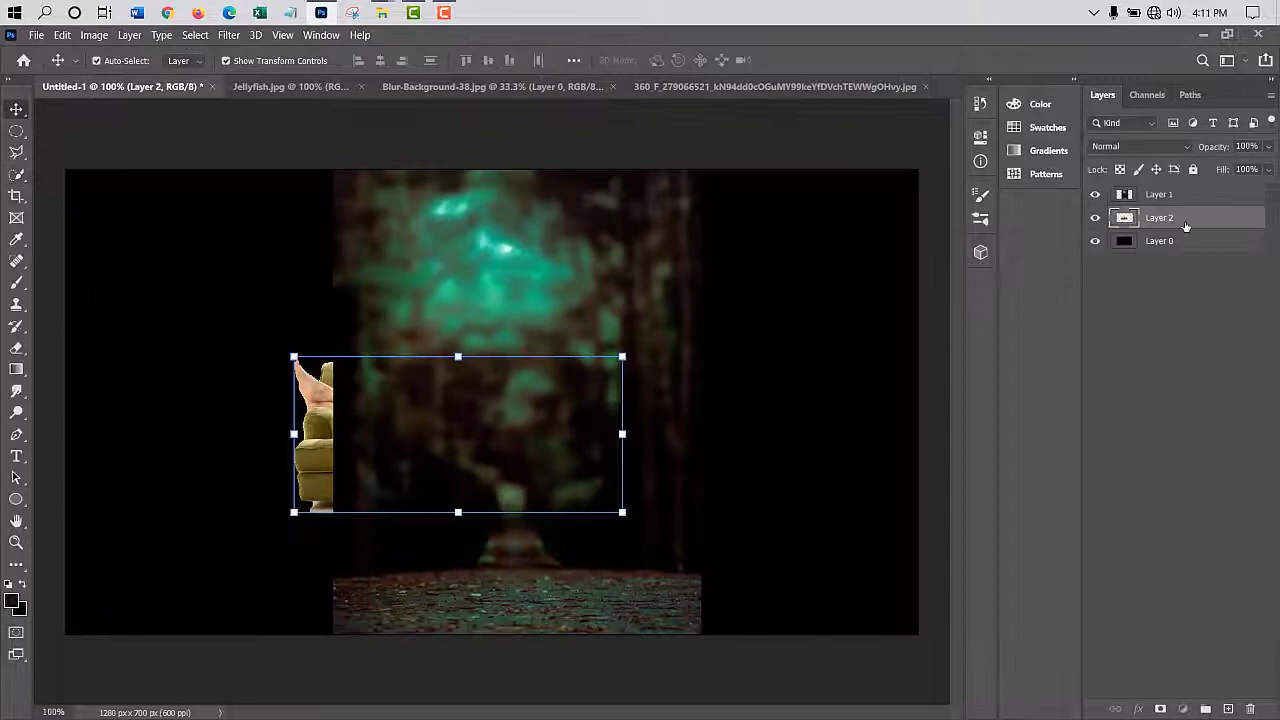 4:11 PM
File Edit Image Layer Type Select Filter 3D View Window Help
Auto-Select: Layer Show Transform Controls 3D Mode:
Untitled-1 @ 100% (Layer 2, RGB/8) * × Jellyfish.jpg @ 100% (RG... × Blur-Background-38.jpg @ 33.3% (Layer 0, RGB/8... × 360_F_279066521_kN94dd0cOGuMY99keYfDVchTEWWgOHvy.jpg ×
Color
Swatches
Gradients
Patterns
Layers Channels Paths
Kind
Normal Opacity: 100%
Lock: Fill: 100%
Layer 1
Layer 2
Layer 0
100% 1280 px x 700 px (600 ppi)